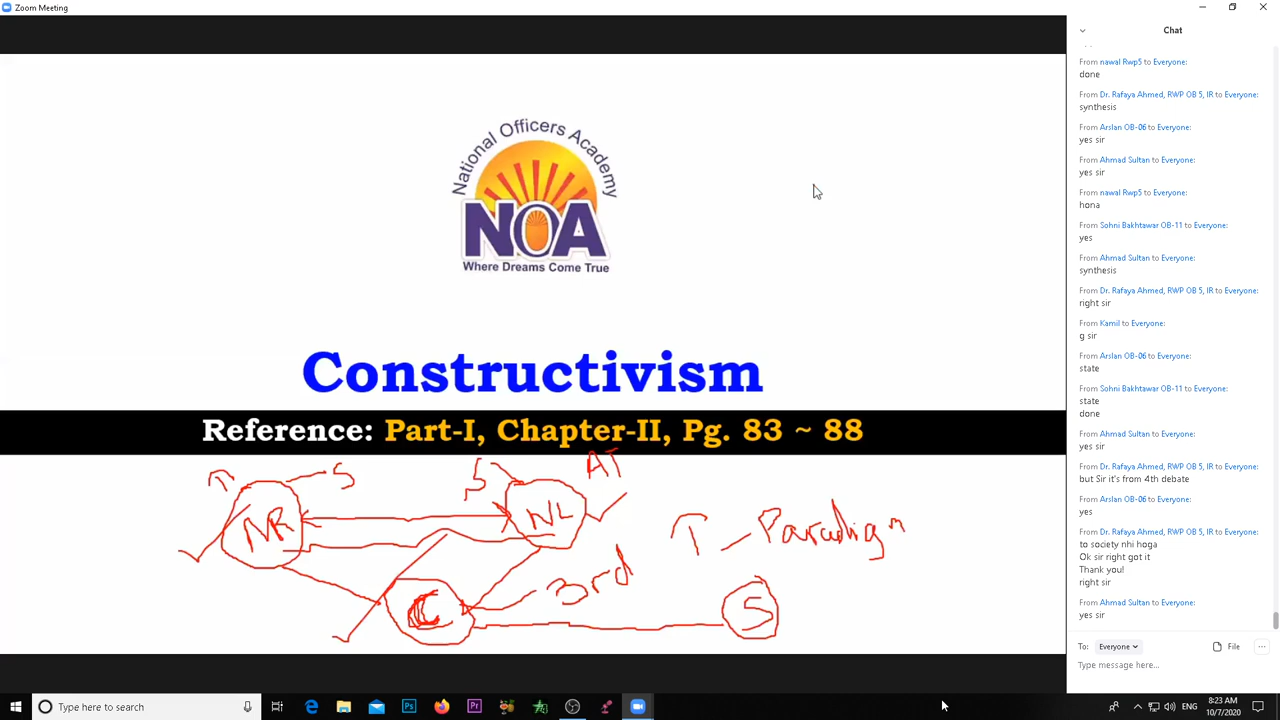 Zoom Meeting
Chat
From nawal Rwp5 to Everyone:
done
From Dr. Rafaya Ahmed, RWP OB 5, IR to Everyone:
synthesis
From Arslan OB-06 to Everyone:
yes sir
From Ahmad Sultan to Everyone:
yes sir
From nawal Rwp5 to Everyone:
hona
From Sohni Bakhtawar OB-11 to Everyone:
yes
From Ahmad Sultan to Everyone:
synthesis
From Dr. Rafaya Ahmed, RWP OB 5, IR to Everyone:
right sir
From Kamil to Everyone:
g sir
From Arslan OB-06 to Everyone:
state
From Sohni Bakhtawar OB-11 to Everyone:
state
done
From Ahmad Sultan to Everyone:
yes sir
From Dr. Rafaya Ahmed, RWP OB 5, IR to Everyone:
but Sir it's from 4th debate
From Arslan OB-06 to Everyone:
yes
From Dr. Rafaya Ahmed, RWP OB 5, IR to Everyone:
to society nhi hoga
Ok sir right got it
Thank you!
right sir
From Ahmad Sultan to Everyone:
yes sir
To: Everyone
File
Type message here...
National Officers Academy
NOA
Where Dreams Come True
Constructivism
Reference: Part-I, Chapter-II, Pg. 83 ~ 88
S
S
AT
NR
NL
T - Paradign
3rd
C
S
Type here to search
Ps
Pr
ENG
8:23 AM
10/7/2020